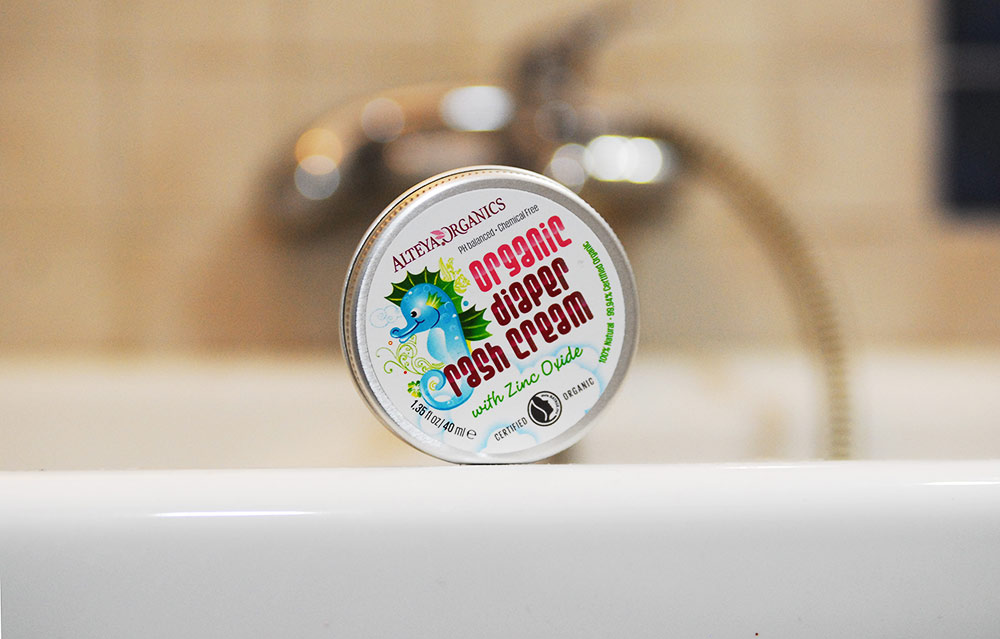 ALTEYA ORGANICS
PH balanced • Chemical Free
organic
diaper
rash cream
with Zinc Oxide
100% Natural • 99.94% Certified Organic
1.36 fl oz/40 ml ℮
CERTIFIED ORGANIC